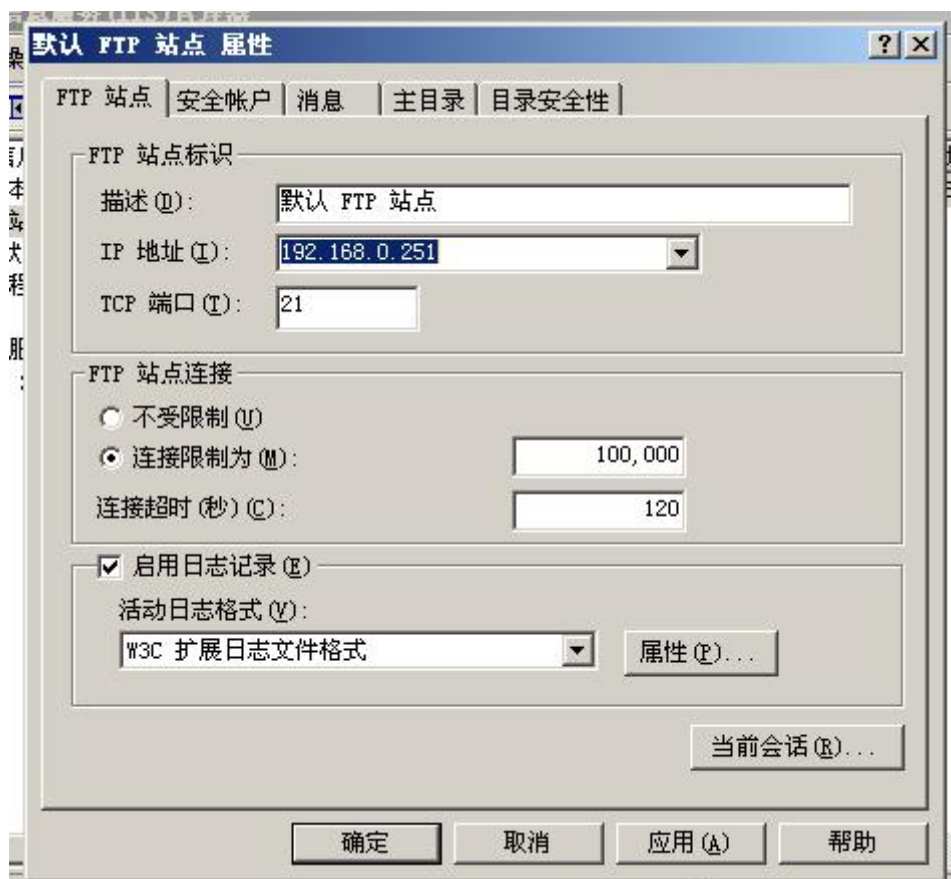 默认 FTP 站点 属性
FTP 站点 安全帐户 消息 主目录 目录安全性
FTP 站点标识
描述(D): 默认 FTP 站点
IP 地址(I): 192.168.0.251
TCP 端口(T): 21
FTP 站点连接
不受限制(U)
连接限制为(M): 100,000
连接超时(秒)(C): 120
启用日志记录(E)
活动日志格式(V):
W3C 扩展日志文件格式 属性(P)...
当前会话(R)...
确定 取消 应用(A) 帮助